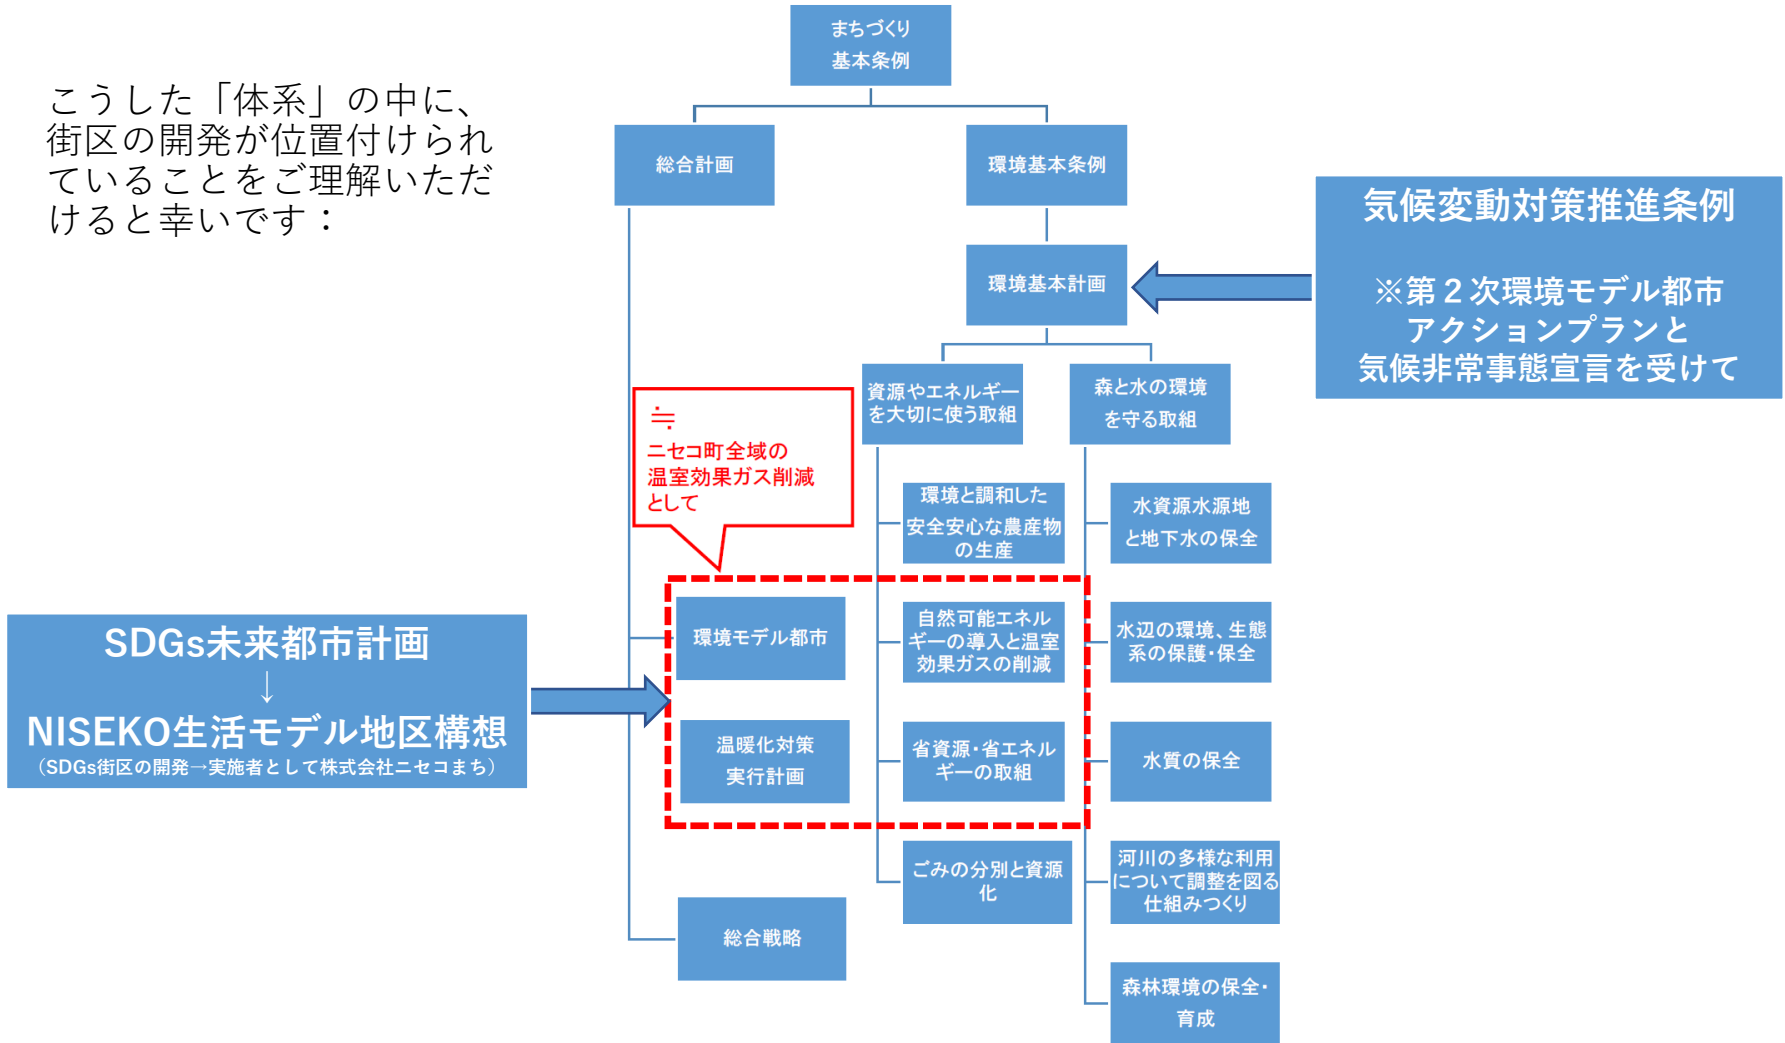 まちづくり
基本条例
こうした「体系」の中に、
街区の開発が位置付けられ
ていることをご理解いただ
けると幸いです：
総合計画
環境基本条例
環境基本計画
気候変動対策推進条例
※第２次環境モデル都市
アクションプランと
気候非常事態宣言を受けて
資源やエネルギー
を大切に使う取組
森と水の環境
を守る取組
≒
ニセコ町全域の
温室効果ガス削減
として
環境と調和した
安全安心な農産物
の生産
水資源水源地
と地下水の保全
環境モデル都市
自然可能エネル
ギーの導入と温室
効果ガスの削減
水辺の環境、生態
系の保護・保全
SDGs未来都市計画
↓
NISEKO生活モデル地区構想
（SDGs街区の開発→実施者として株式会社ニセコまち）
温暖化対策
実行計画
省資源・省エネル
ギーの取組
水質の保全
ごみの分別と資源
化
河川の多様な利用
について調整を図る
仕組みつくり
総合戦略
森林環境の保全・
育成